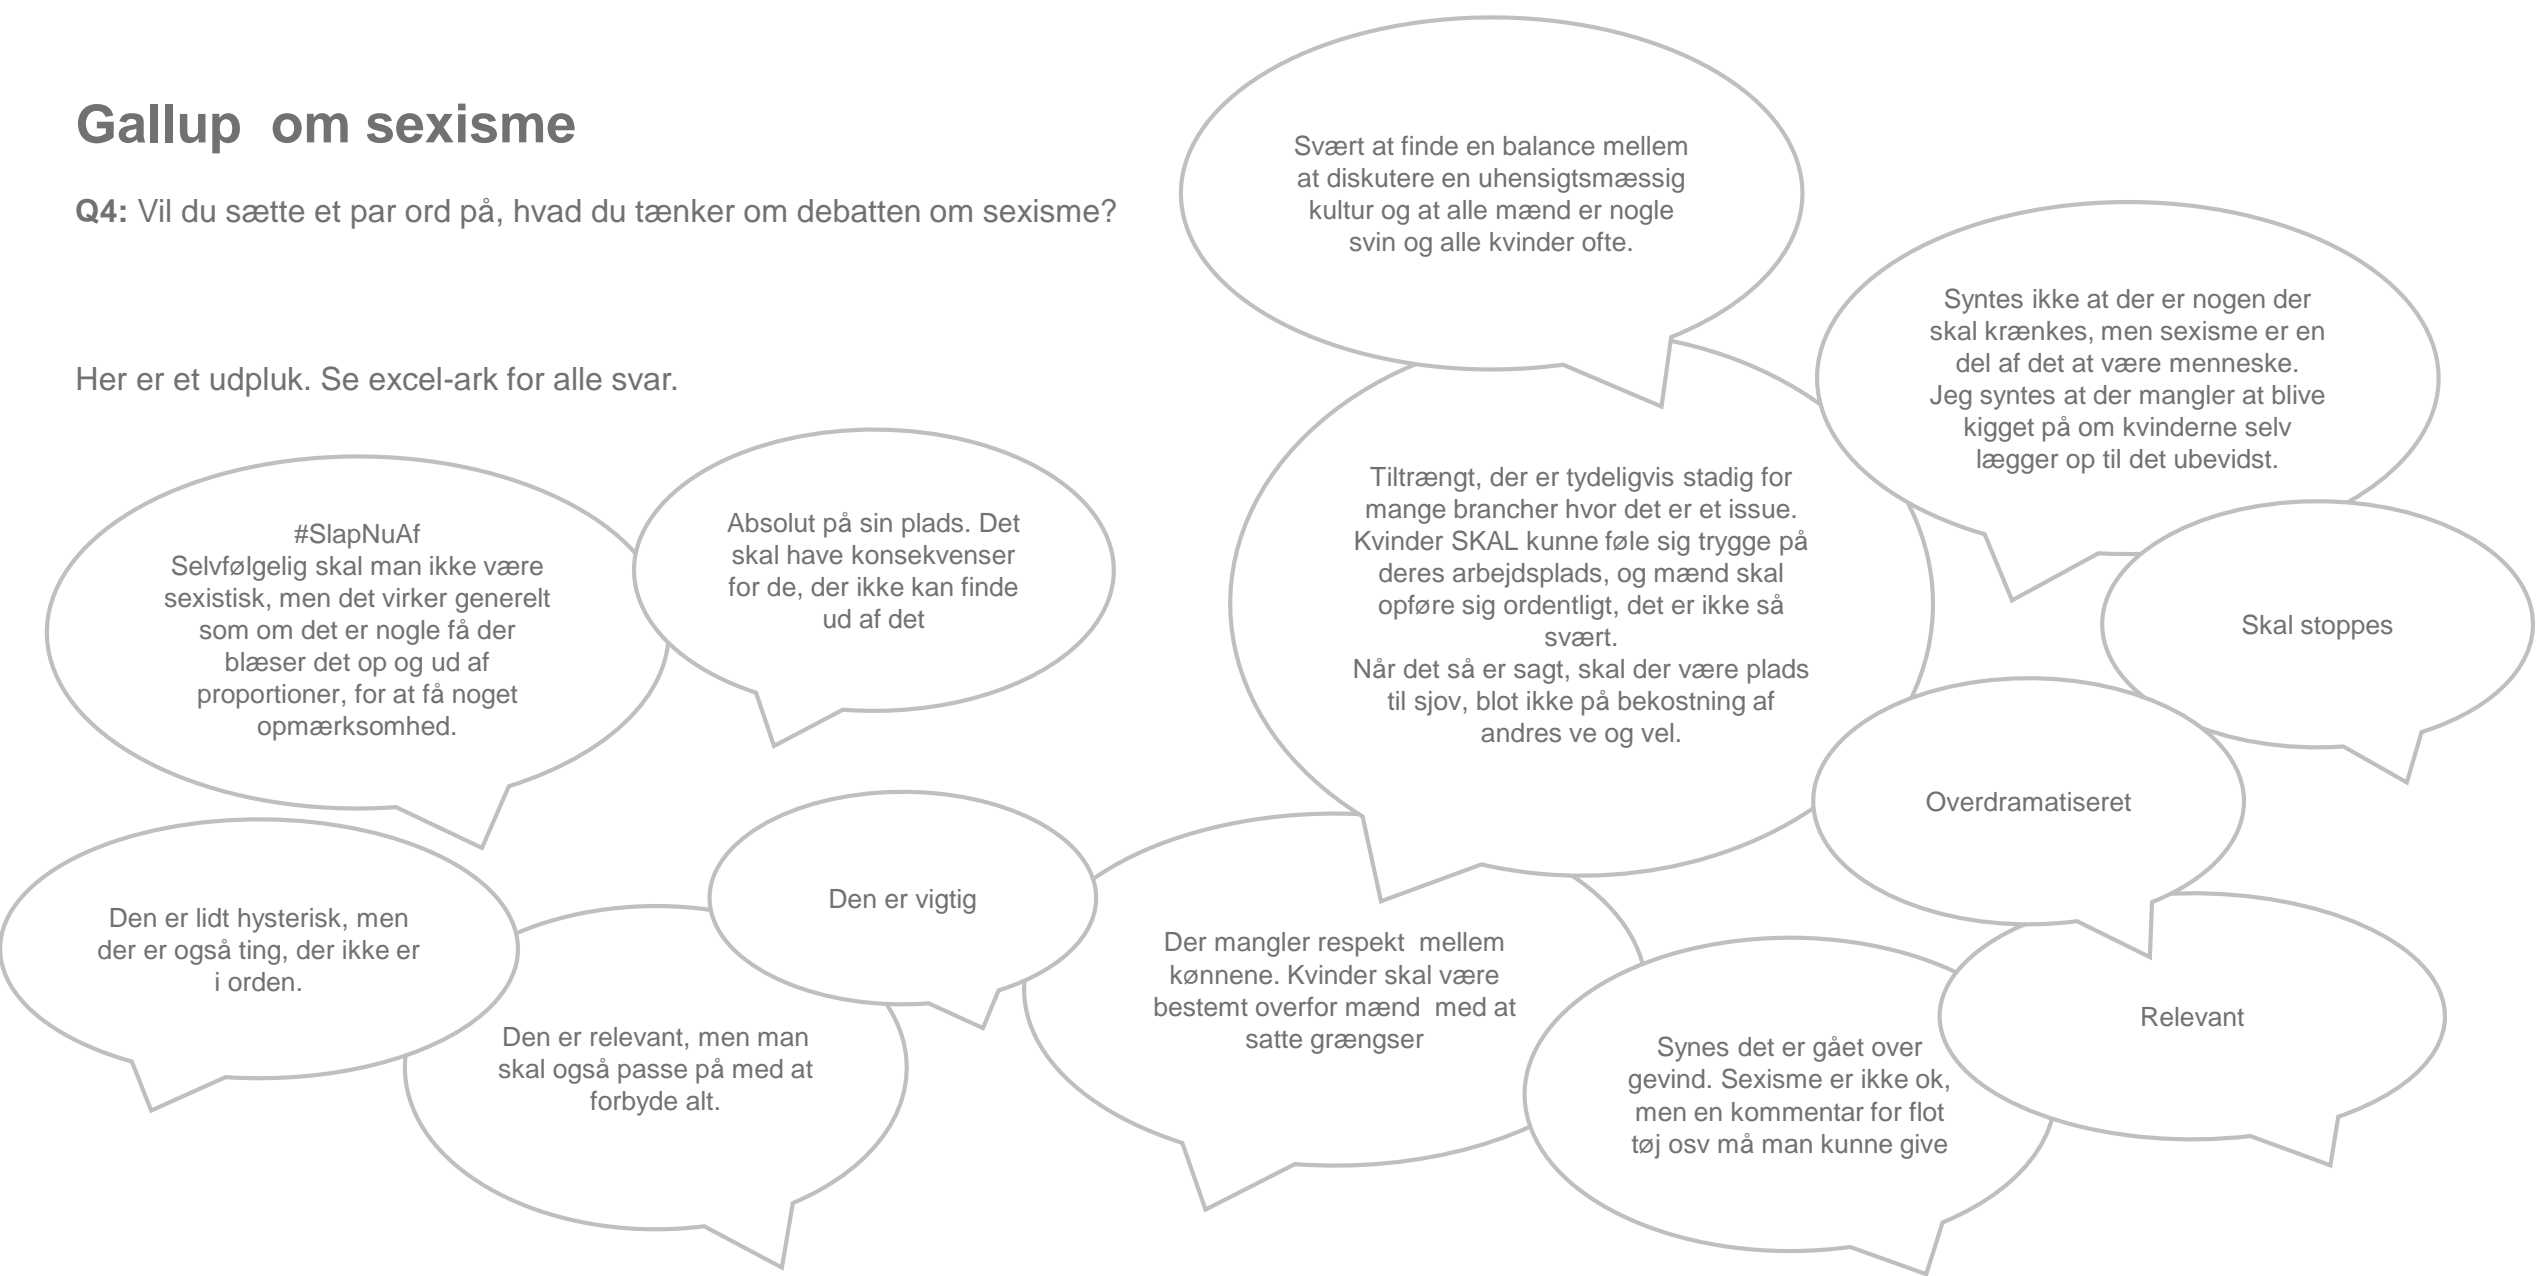 Gallup  om sexisme
Q4: Vil du sætte et par ord på, hvad du tænker om debatten om sexisme?
Her er et udpluk. Se excel-ark for alle svar.
Svært at finde en balance mellem
at diskutere en uhensigtsmæssig
kultur og at alle mænd er nogle
svin og alle kvinder ofte.
Syntes ikke at der er nogen der
skal krænkes, men sexisme er en
del af det at være menneske.
Jeg syntes at der mangler at blive
kigget på om kvinderne selv
lægger op til det ubevidst.
#SlapNuAf
Selvfølgelig skal man ikke være
sexistisk, men det virker generelt
som om det er nogle få der
blæser det op og ud af
proportioner, for at få noget
opmærksomhed.
Absolut på sin plads. Det
skal have konsekvenser
for de, der ikke kan finde
ud af det
Tiltrængt, der er tydeligvis stadig for
mange brancher hvor det er et issue.
Kvinder SKAL kunne føle sig trygge på
deres arbejdsplads, og mænd skal
opføre sig ordentligt, det er ikke så
svært.
Når det så er sagt, skal der være plads
til sjov, blot ikke på bekostning af
andres ve og vel.
Skal stoppes
Overdramatiseret
Den er lidt hysterisk, men
der er også ting, der ikke er
i orden.
Den er vigtig
Den er relevant, men man
skal også passe på med at
forbyde alt.
Der mangler respekt  mellem
kønnene. Kvinder skal være
bestemt overfor mænd  med at
satte grængser
Synes det er gået over
gevind. Sexisme er ikke ok,
men en kommentar for flot
tøj osv må man kunne give
Relevant